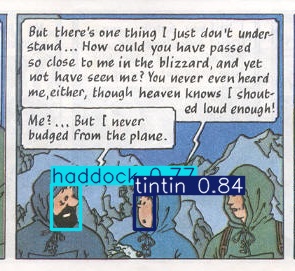 But there's one thing I just don't under-
stand... How could you have passed
so close to me in the blizzard, and yet
not have seen me? You never even heard
me, either, though heaven knows I shout-
ed loud enough!
Me?... But I never
budged from the plane.
haddock 0.77
tintin 0.84